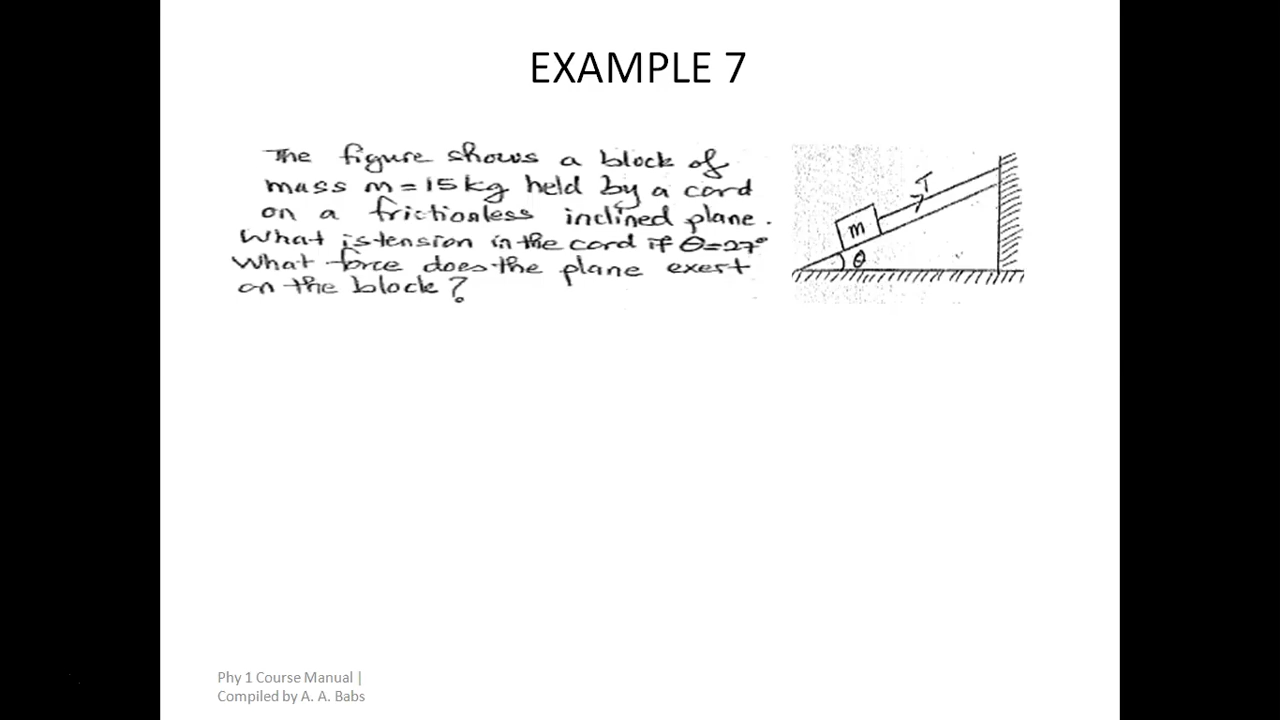 EXAMPLE 7
The figure shows a block of
mass m = 15kg held by a cord
on a frictionless inclined plane.
What is tension in the cord if θ=27°
What force does the plane exert
on the block?
T
m
θ
Phy 1 Course Manual |
Compiled by A. A. Babs